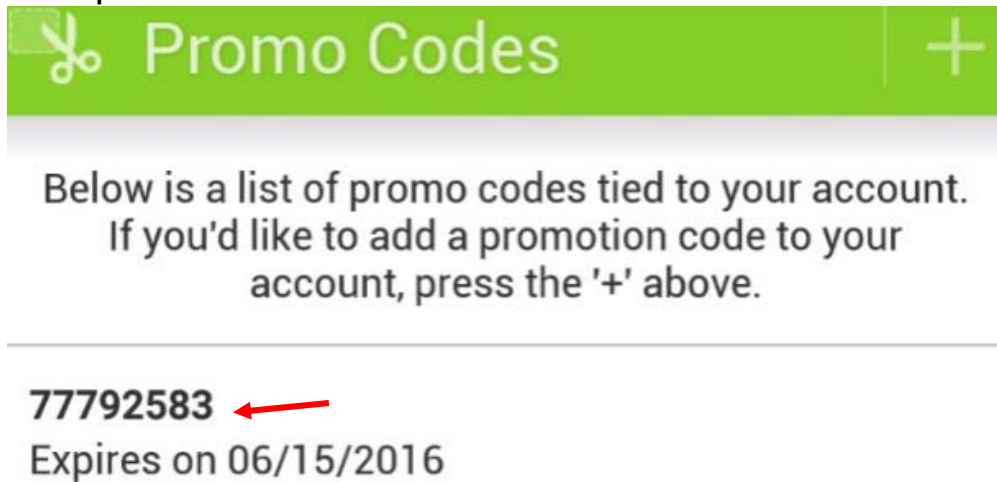 Promo Codes +
Below is a list of promo codes tied to your account.
If you'd like to add a promotion code to your
account, press the '+' above.
77792583
Expires on 06/15/2016